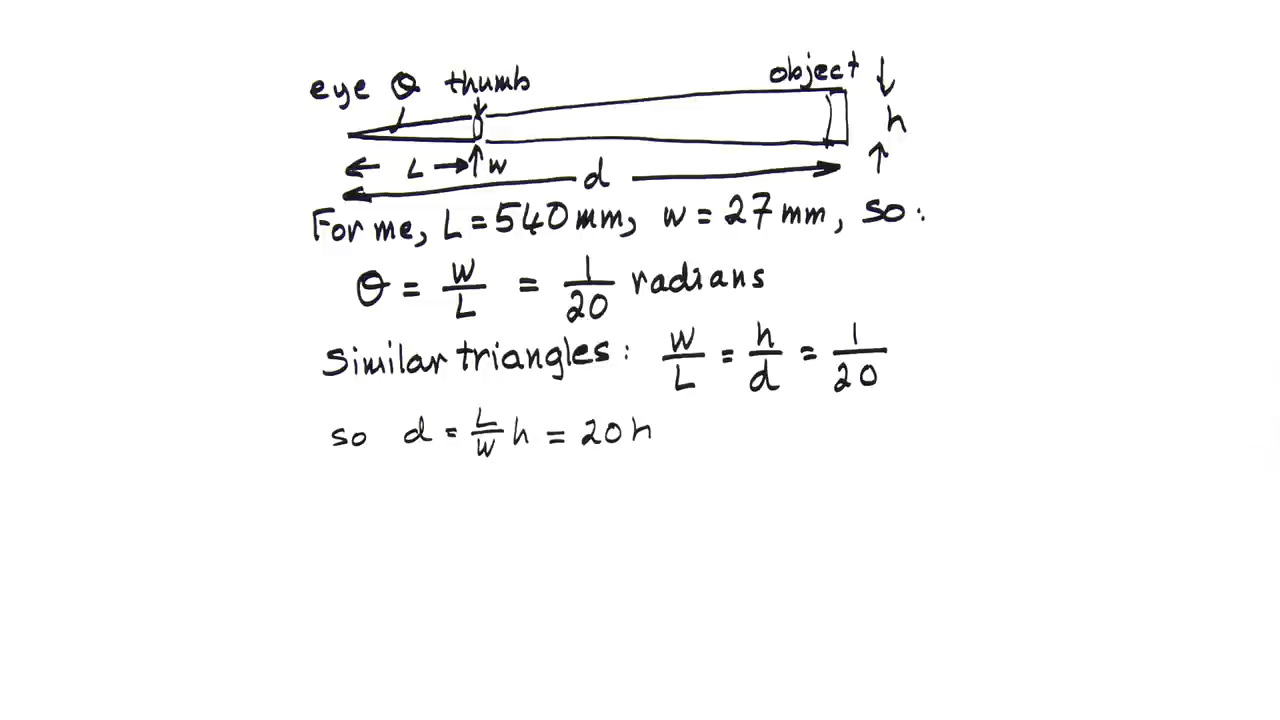 eye θ thumb object
h
L w
d
For me, L = 540 mm, w = 27 mm, so:
θ = w/L = 1/20 radians
Similar triangles: w/L = h/d = 1/20
so d = L/w h = 20 h